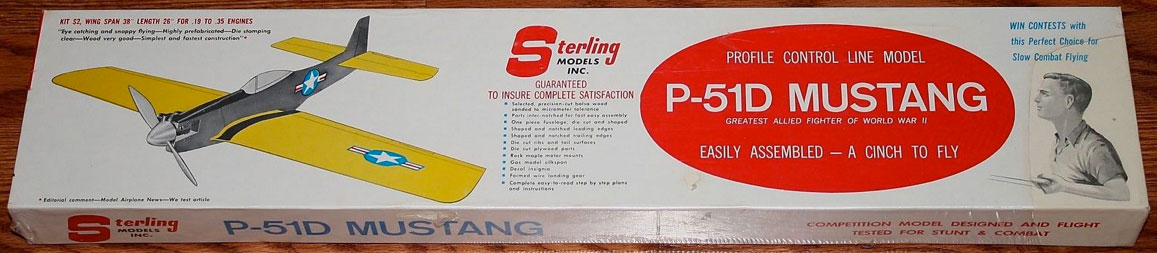 KIT S2, WING SPAN 38" LENGTH 26" FOR .19 TO .35 ENGINES
"Eye catching and snappy flying—Highly prefabricated—Die stamping
clear—Wood very good—Simplest and fastest construction"*
* Editorial comment—Model Airplane News—We test article
Sterling
MODELS
INC.
GUARANTEED
TO INSURE COMPLETE SATISFACTION
Selected, precision-cut balsa wood
sanded to micrometer tolerance
Parts inter-notched for fast easy assembly
One piece fuselage, die cut and shaped
Shaped and notched leading edges
Shaped and notched trailing edges
Die cut ribs and tail surfaces
Die cut plywood parts
Rock maple motor mounts
Gas model silkspan
Decal insignia
Formed wire landing gear
Complete easy-to-read step by step plans
and instructions
PROFILE CONTROL LINE MODEL
P-51D MUSTANG
GREATEST ALLIED FIGHTER OF WORLD WAR II
EASILY ASSEMBLED — A CINCH TO FLY
WIN CONTESTS with
this Perfect Choice for
Slow Combat Flying
Sterling
MODELS
INC.
P-51D MUSTANG
COMPETITION MODEL DESIGNED AND FLIGHT
TESTED FOR STUNT & COMBAT